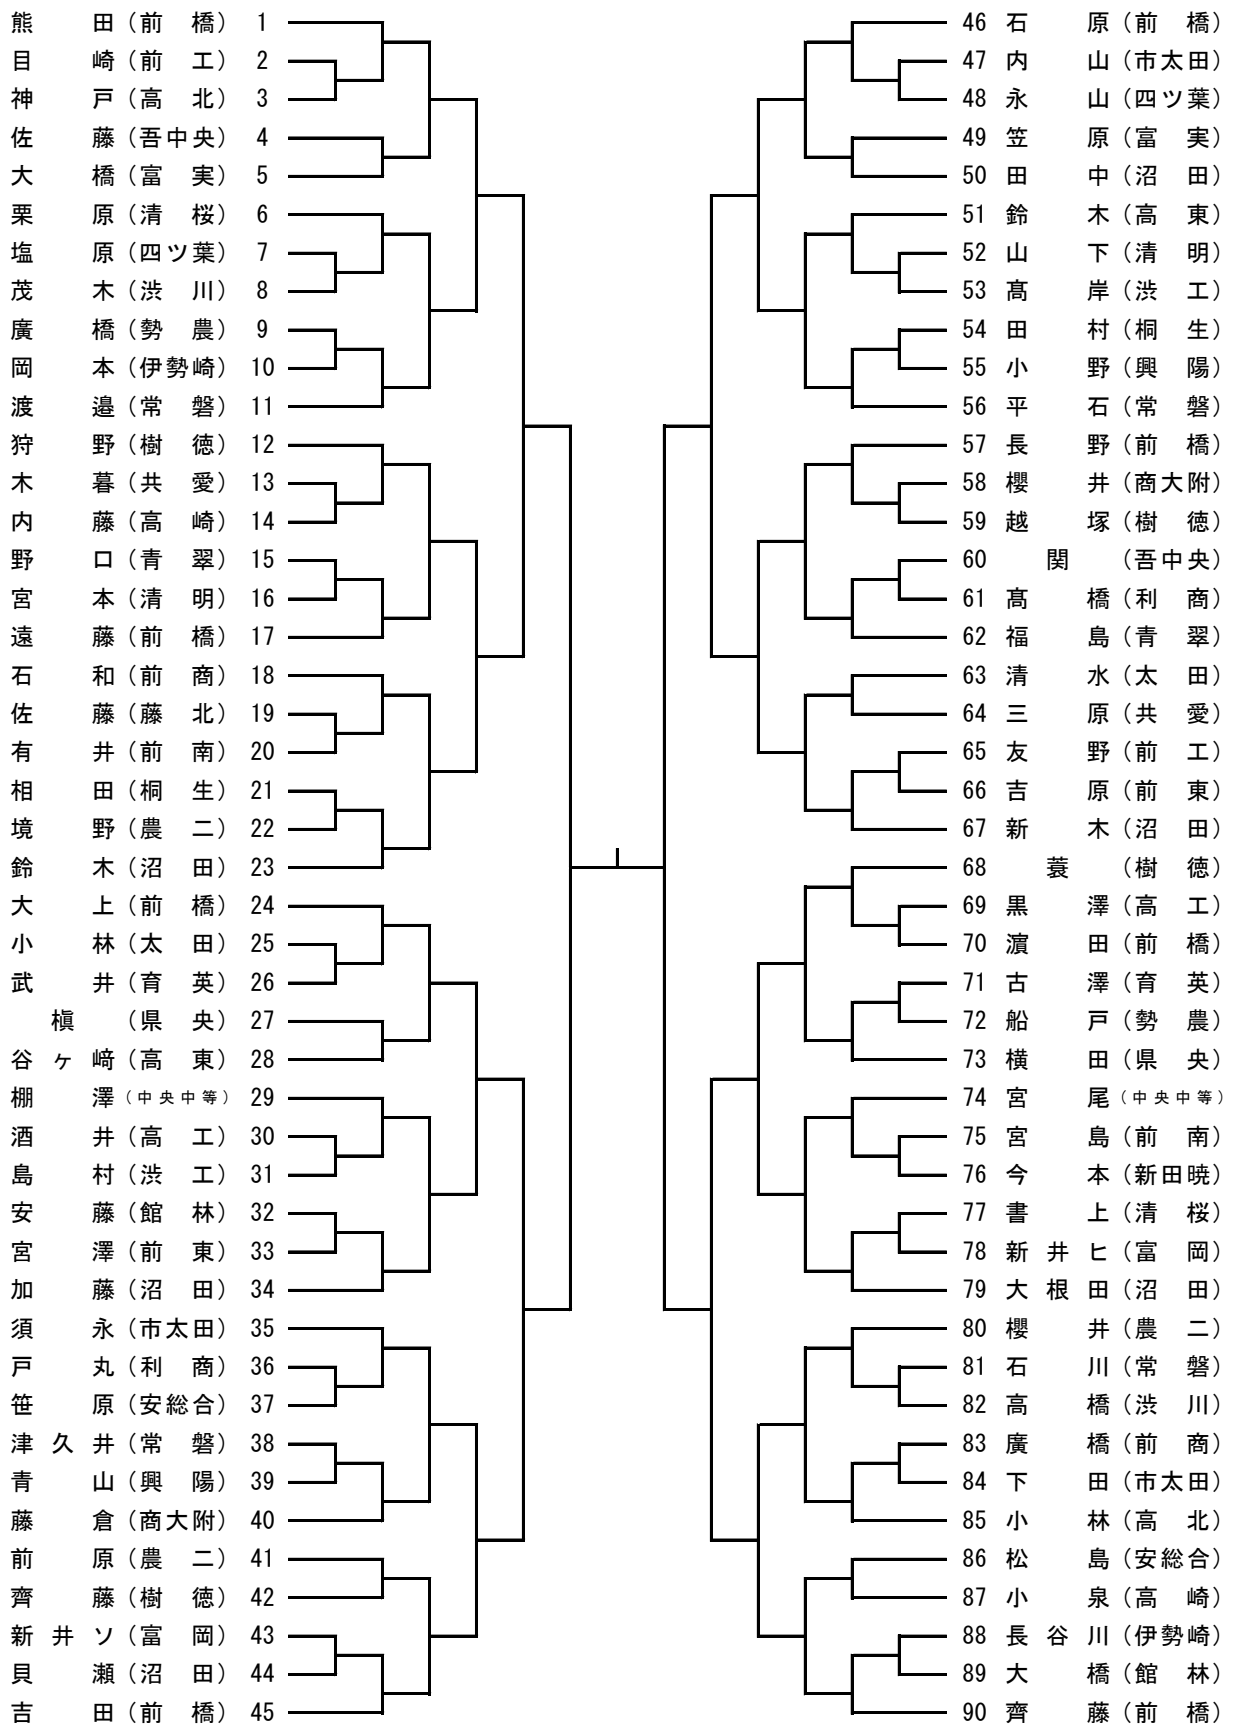 熊田（前橋） 1
目崎（前工） 2
神戸（高北） 3
佐藤（吾中央） 4
大橋（富実） 5
栗原（清桜） 6
塩原（四ツ葉） 7
茂木（渋川） 8
廣橋（勢農） 9
岡本（伊勢崎） 10
渡邉（常磐） 11
狩野（樹徳） 12
木暮（共愛） 13
内藤（高崎） 14
野口（青翠） 15
宮本（清明） 16
遠藤（前橋） 17
石和（前商） 18
佐藤（藤北） 19
有井（前南） 20
相田（桐生） 21
境野（農二） 22
鈴木（沼田） 23
大上（前橋） 24
小林（太田） 25
武井（育英） 26
槇（県央） 27
谷ヶ﨑（高東） 28
棚澤（中央中等） 29
酒井（高工） 30
島村（渋工） 31
安藤（館林） 32
宮澤（前東） 33
加藤（沼田） 34
須永（市太田） 35
戸丸（利商） 36
笹原（安総合） 37
津久井（常磐） 38
青山（興陽） 39
藤倉（商大附） 40
前原（農二） 41
齊藤（樹徳） 42
新井ソ（富岡） 43
貝瀬（沼田） 44
吉田（前橋） 45
46 石原（前橋）
47 内山（市太田）
48 永山（四ツ葉）
49 笠原（富実）
50 田中（沼田）
51 鈴木（高東）
52 山下（清明）
53 髙岸（渋工）
54 田村（桐生）
55 小野（興陽）
56 平石（常磐）
57 長野（前橋）
58 櫻井（商大附）
59 越塚（樹徳）
60 関（吾中央）
61 髙橋（利商）
62 福島（青翠）
63 清水（太田）
64 三原（共愛）
65 友野（前工）
66 吉原（前東）
67 新木（沼田）
68 蓑（樹徳）
69 黒澤（高工）
70 濵田（前橋）
71 古澤（育英）
72 船戸（勢農）
73 横田（県央）
74 宮尾（中央中等）
75 宮島（前南）
76 今本（新田暁）
77 書上（清桜）
78 新井ヒ（富岡）
79 大根田（沼田）
80 櫻井（農二）
81 石川（常磐）
82 高橋（渋川）
83 廣橋（前商）
84 下田（市太田）
85 小林（高北）
86 松島（安総合）
87 小泉（高崎）
88 長谷川（伊勢崎）
89 大橋（館林）
90 齊藤（前橋）